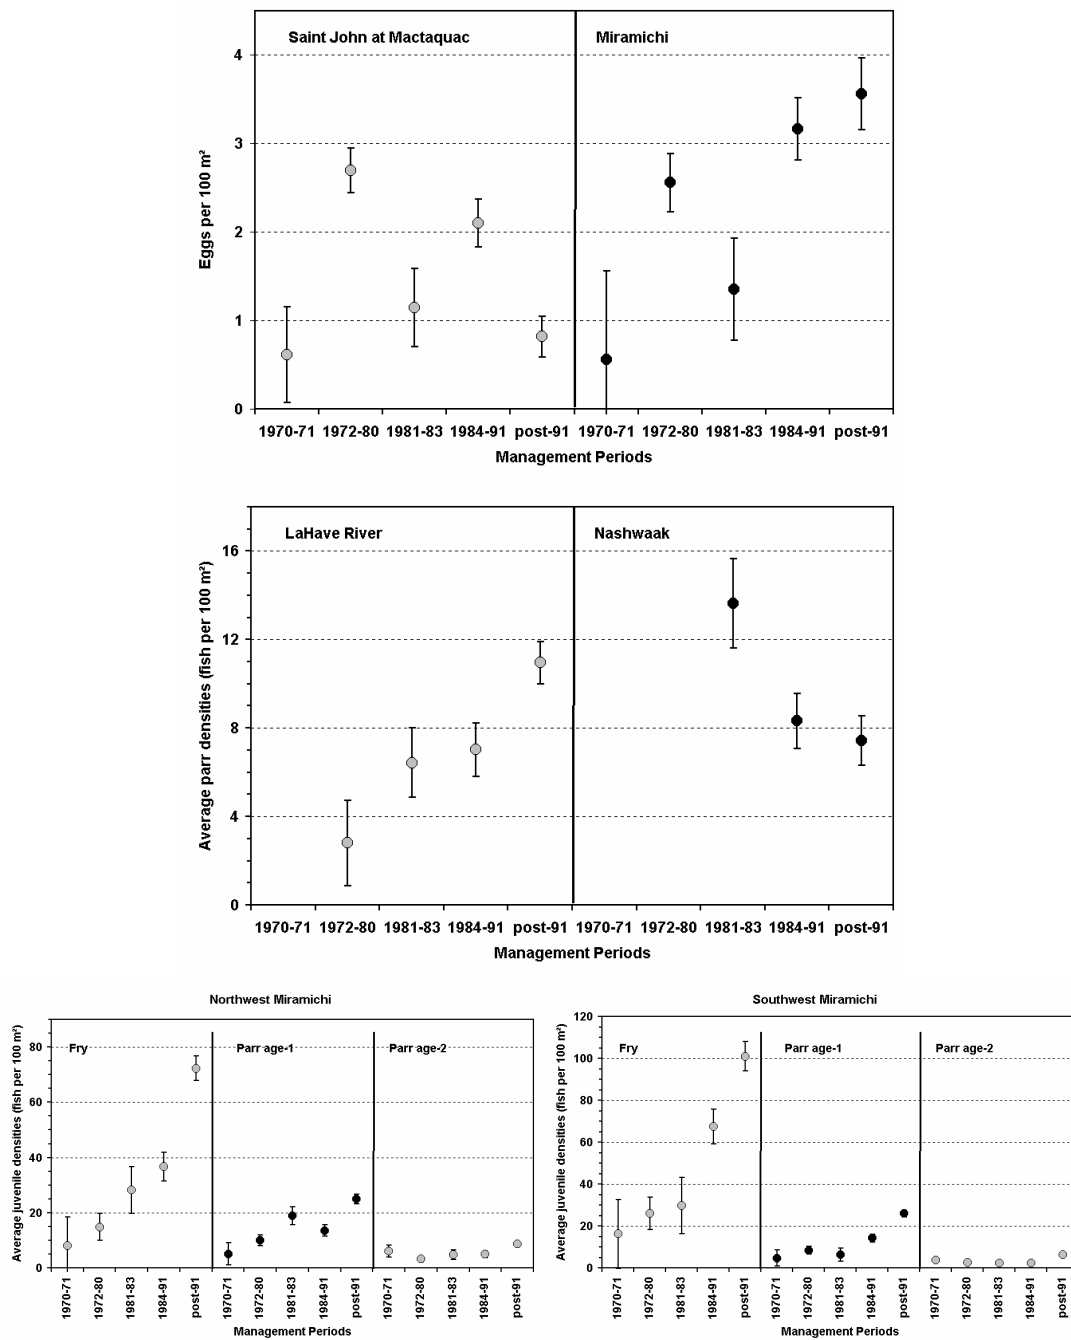 Saint John at Mactaquac
Miramichi
Eggs per 100 m²
4
3
2
1
0
1970-71 1972-80 1981-83 1984-91 post-91 1970-71 1972-80 1981-83 1984-91 post-91
Management Periods
LaHave River
Nashwaak
Average parr densities (fish per 100 m²)
16
12
8
4
0
1970-71 1972-80 1981-83 1984-91 post-91 1970-71 1972-80 1981-83 1984-91 post-91
Management Periods
Northwest Miramichi
Fry
Parr age-1
Parr age-2
Average juvenile densities (fish per 100 m²)
80
60
40
20
0
1970-71 1972-80 1981-83 1984-91 post-91 1970-71 1972-80 1981-83 1984-91 post-91 1970-71 1972-80 1981-83 1984-91 post-91
Management Periods
Southwest Miramichi
Fry
Parr age-1
Parr age-2
Average juvenile densities (fish per 100 m²)
120
100
80
60
40
20
0
1970-71 1972-80 1981-83 1984-91 post-91 1970-71 1972-80 1981-83 1984-91 post-91 1970-71 1972-80 1981-83 1984-91 post-91
Management Periods